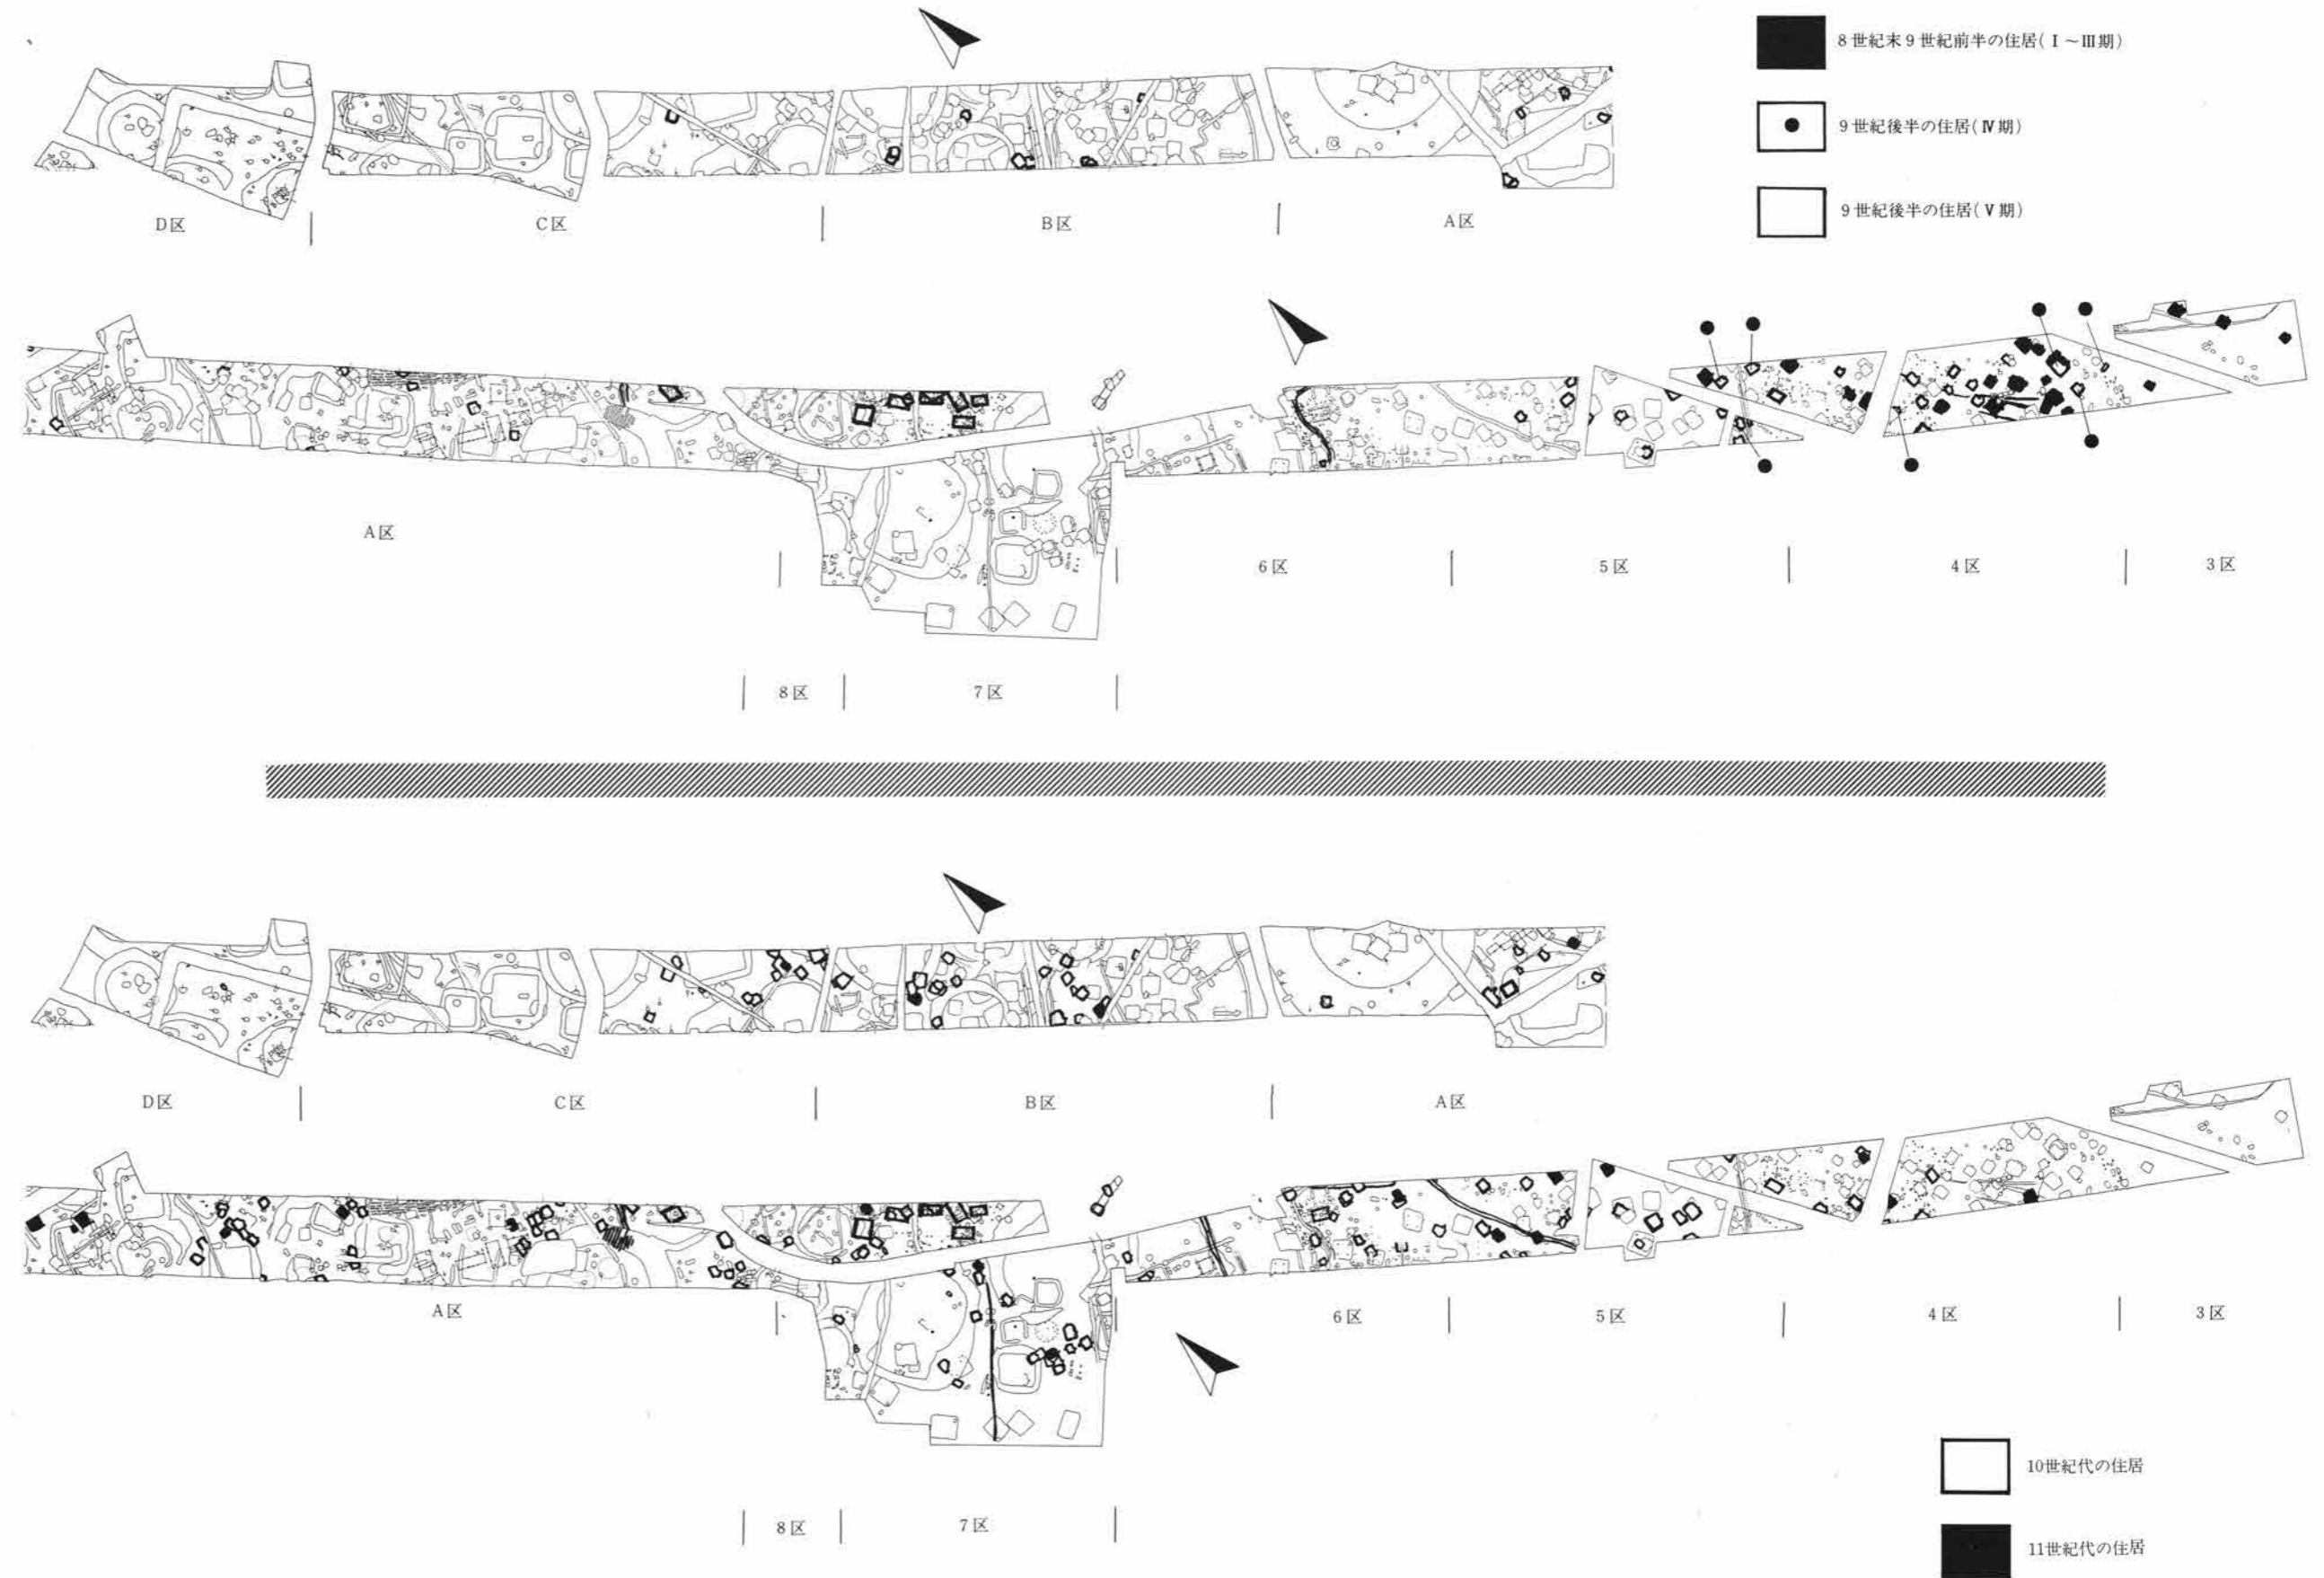 8世紀末9世紀前半の住居(Ⅰ～Ⅲ期)
9世紀後半の住居(Ⅳ期)
9世紀後半の住居(Ⅴ期)
D区
C区
B区
A区
A区
6区
5区
4区
3区
8区
7区
D区
C区
B区
A区
A区
6区
5区
4区
3区
8区
7区
10世紀代の住居
11世紀代の住居